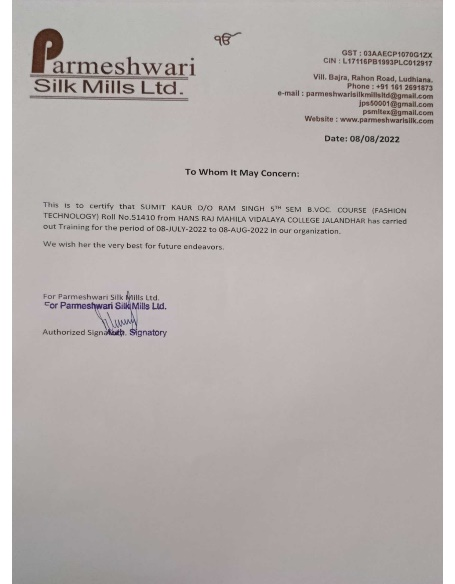 ੴ
Parmeshwari
Silk Mills Ltd.
GST : 03AAECP1070G1ZX
CIN : L17116PB1993PLC012917
Vill. Bajra, Rahon Road, Ludhiana.
Phone : +91 161 2691873
e-mail : parmeshwarisilkmillsltd@gmail.com
jps50001@gmail.com
psmltex@gmail.com
Website : www.parmeshwarisilk.com
Date: 08/08/2022
To Whom It May Concern:
This is to certify that SUMIT KAUR D/O RAM SINGH 5TH SEM B.VOC. COURSE (FASHION
TECHNOLOGY) Roll No.51410 from HANS RAJ MAHILA VIDALAYA COLLEGE JALANDHAR has carried
out Training for the period of 08-JULY-2022 to 08-AUG-2022 in our organization.
We wish her the very best for future endeavors.
For Parmeshwari Silk Mills Ltd.
For Parmeshwari Silk Mills Ltd.
Authorized Signatory
Auth. Signatory